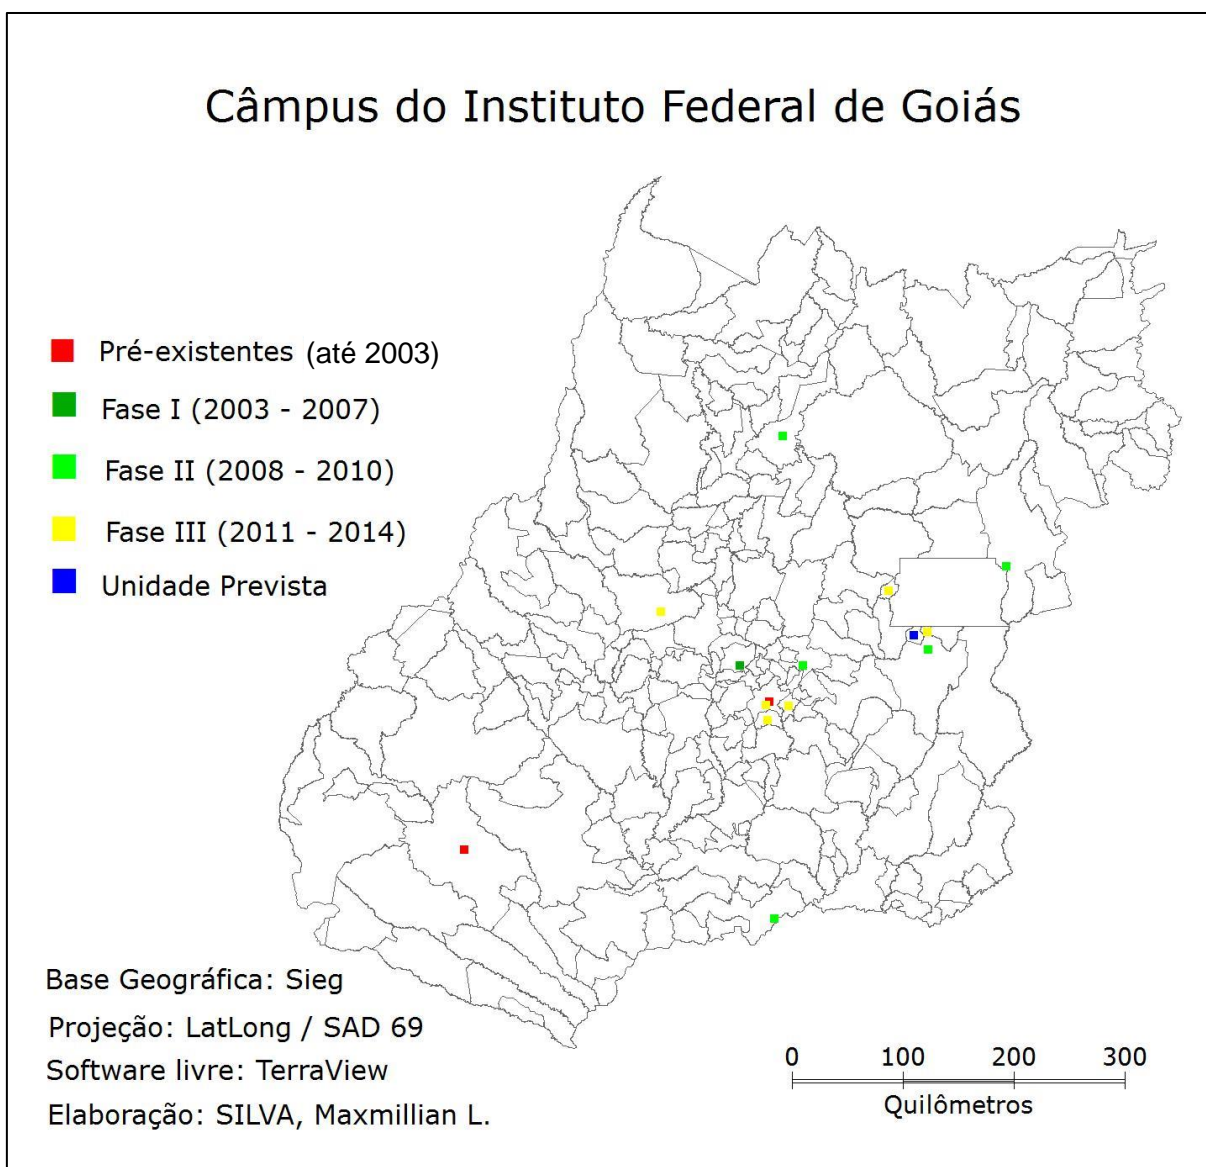 Câmpus do Instituto Federal de Goiás
Pré-existentes (até 2003)
Fase I (2003 - 2007)
Fase II (2008 - 2010)
Fase III (2011 - 2014)
Unidade Prevista
Base Geográfica: Sieg
Projeção: LatLong / SAD 69
Software livre: TerraView
Elaboração: SILVA, Maxmillian L.
0 100 200 300
Quilômetros